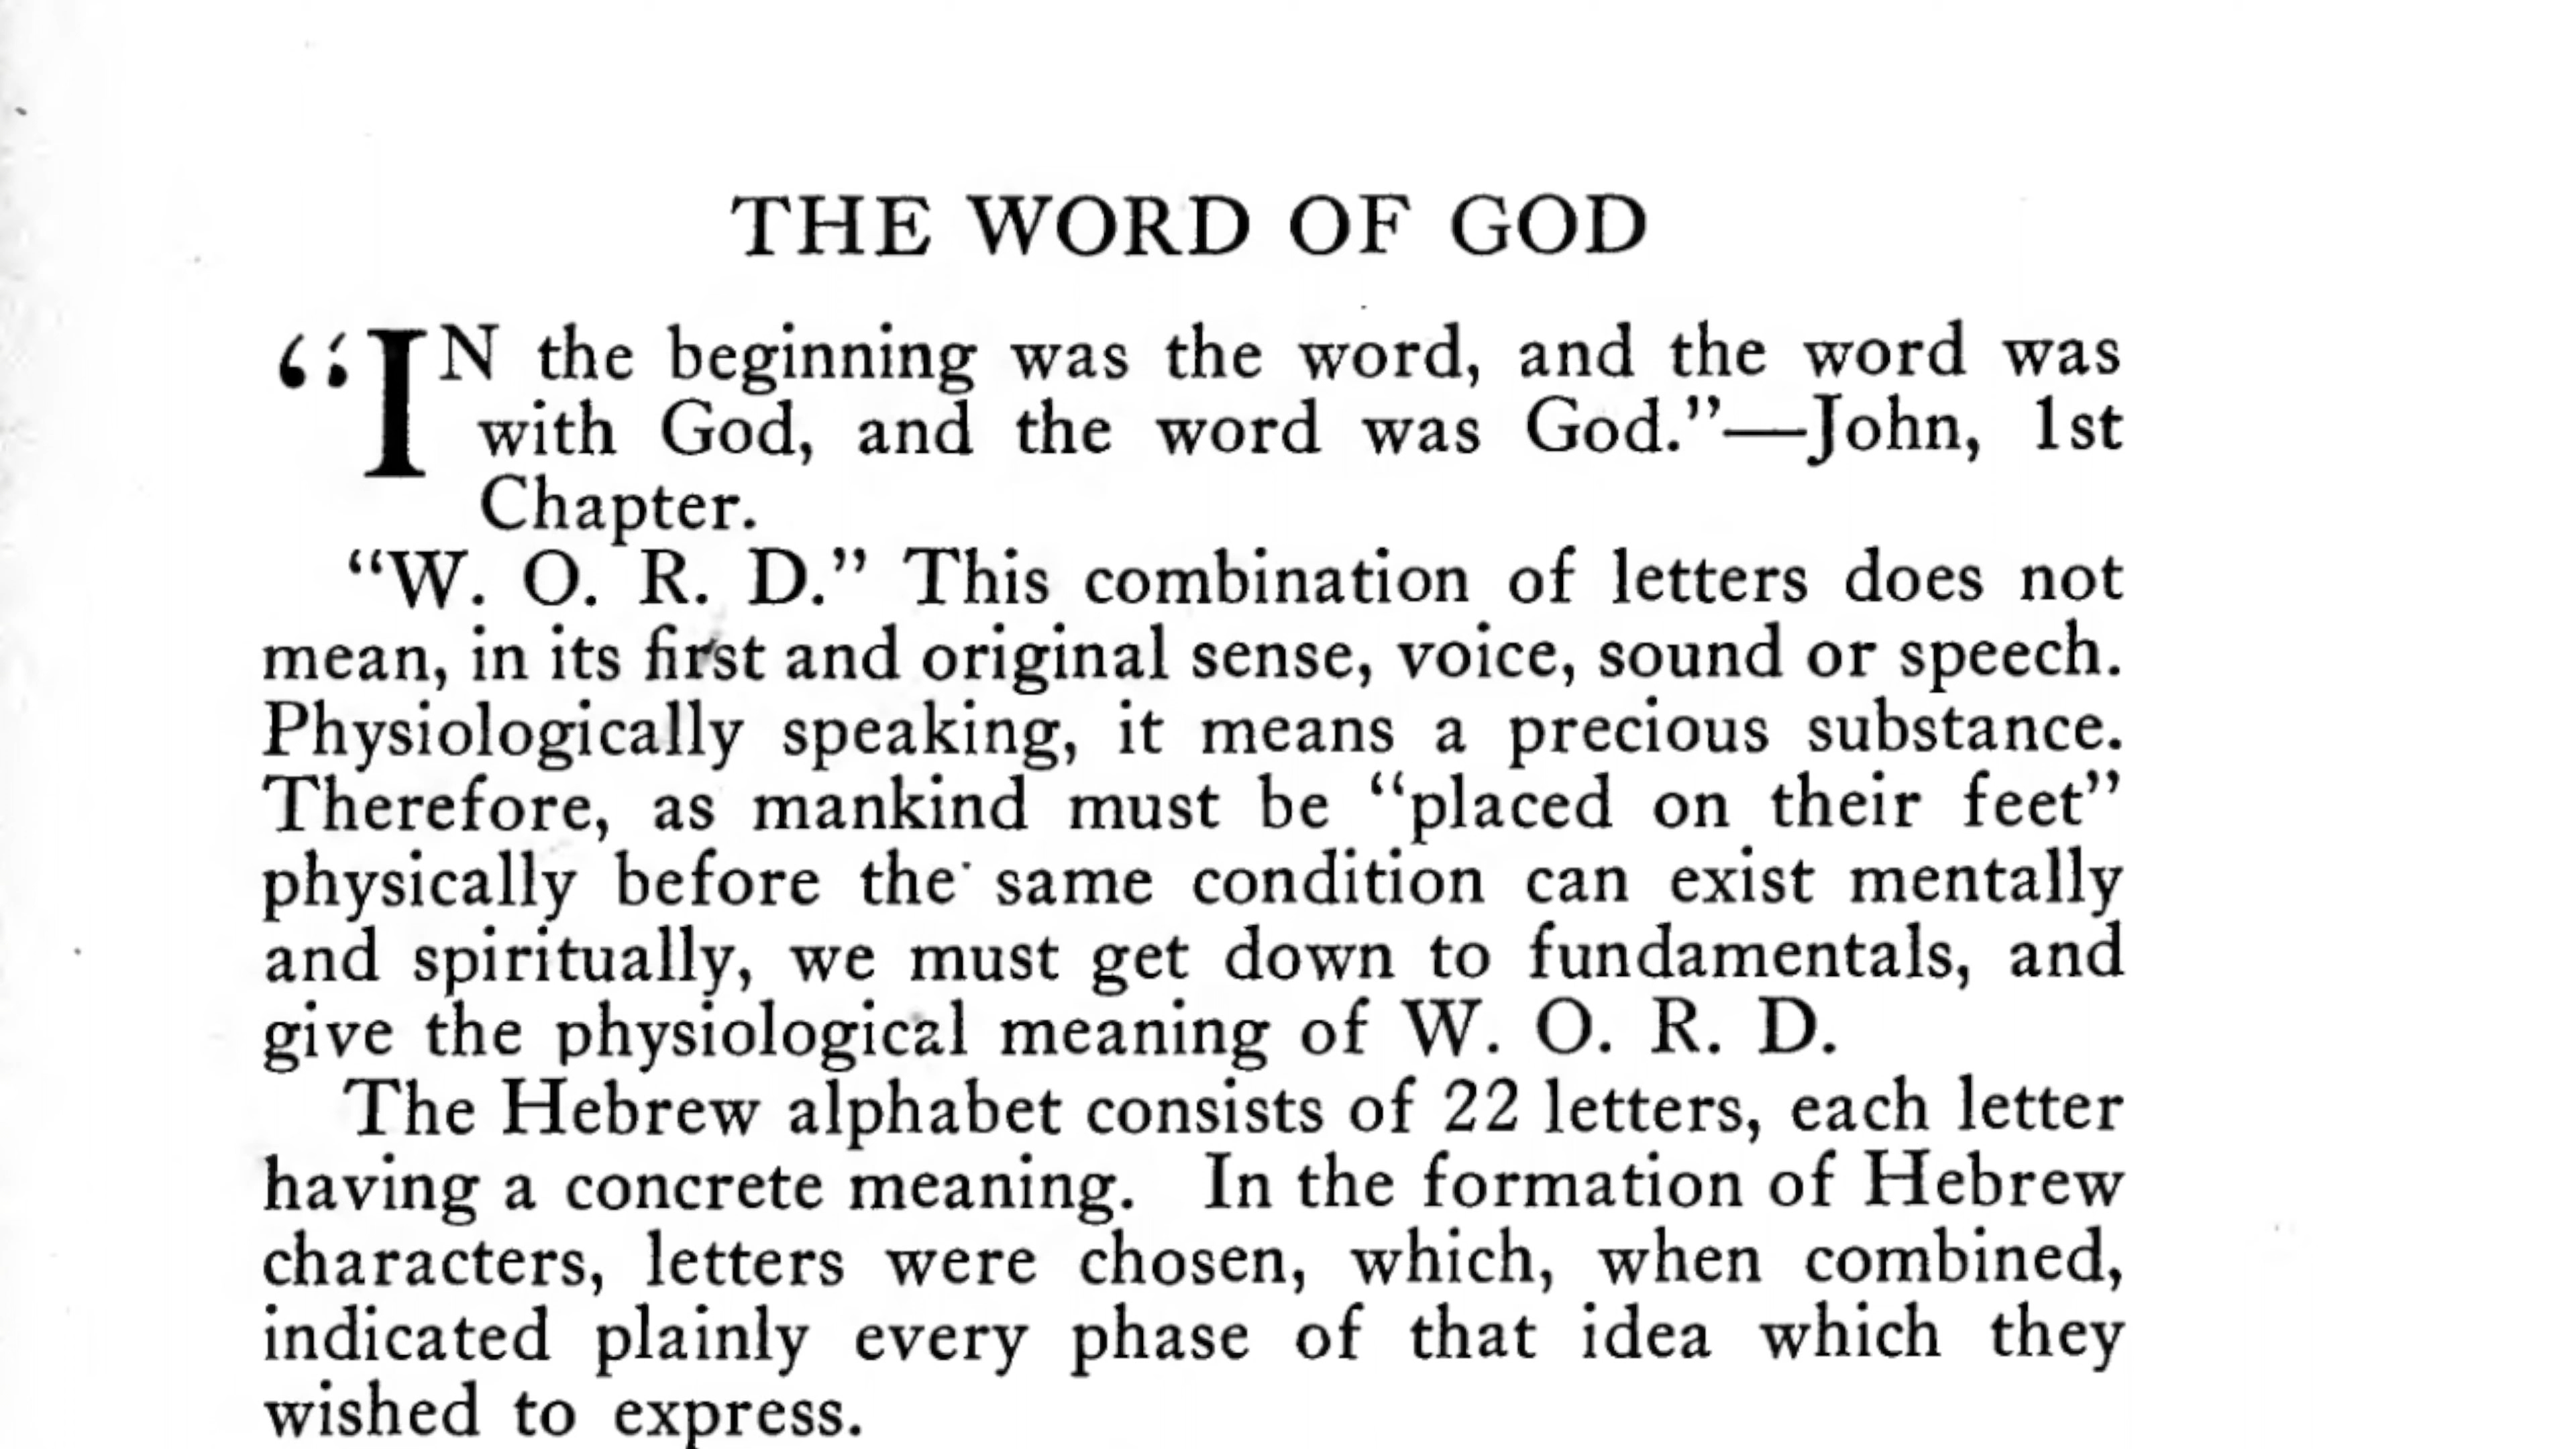 THE WORD OF GOD
“IN the beginning was the word, and the word was
with God, and the word was God.”—John, 1st
Chapter.
“W. O. R. D.” This combination of letters does not
mean, in its first and original sense, voice, sound or speech.
Physiologically speaking, it means a precious substance.
Therefore, as mankind must be “placed on their feet”
physically before the same condition can exist mentally
and spiritually, we must get down to fundamentals, and
give the physiological meaning of W. O. R. D.
The Hebrew alphabet consists of 22 letters, each letter
having a concrete meaning. In the formation of Hebrew
characters, letters were chosen, which, when combined,
indicated plainly every phase of that idea which they
wished to express.